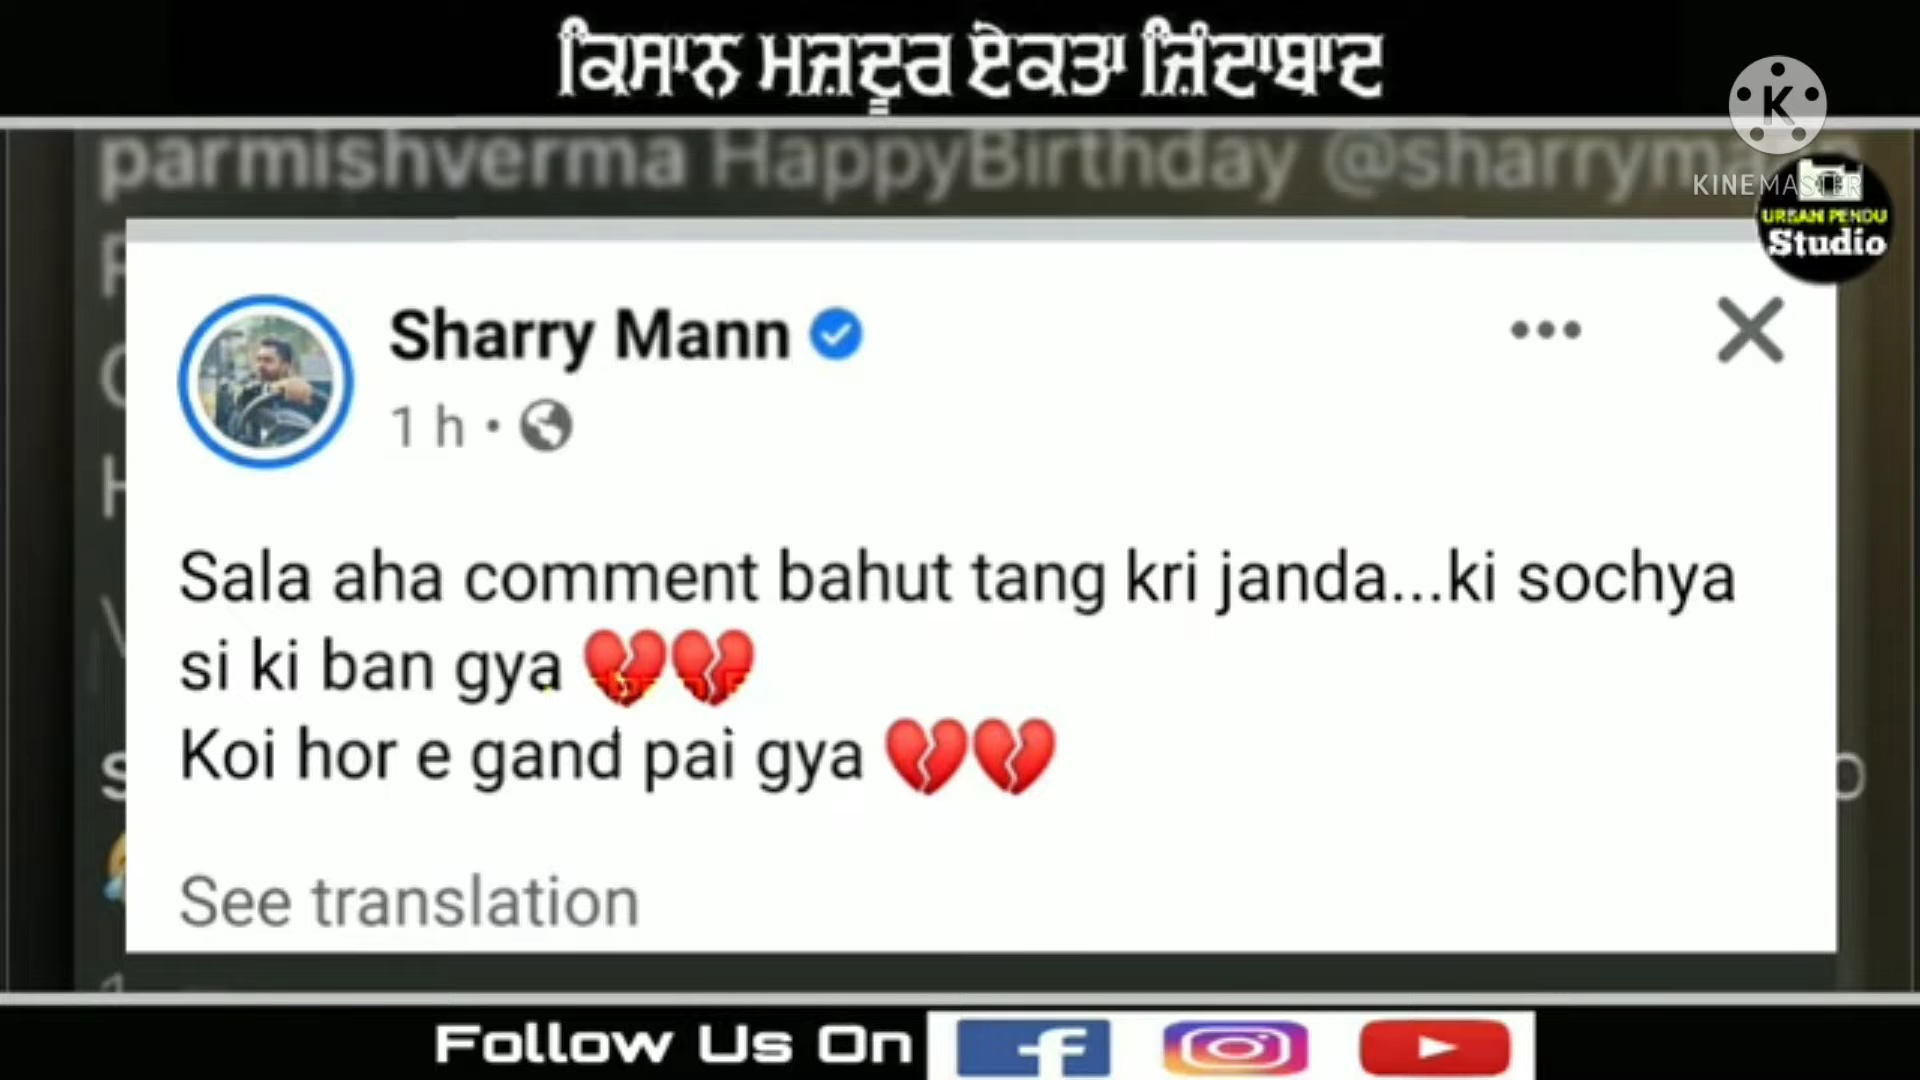 ਕਿਸਾਨ ਮਜ਼ਦੂਰ ਏਕਤਾ ਜ਼ਿੰਦਾਬਾਦ
parmishverma HappyBirthday
KINEMASTER
URBAN PENDU
Studio
Sharry Mann
1 h
Sala aha comment bahut tang kri janda...ki sochya
si ki ban gya 💔💔
Koi hor e gand pai gya 💔💔
See translation
Follow Us On